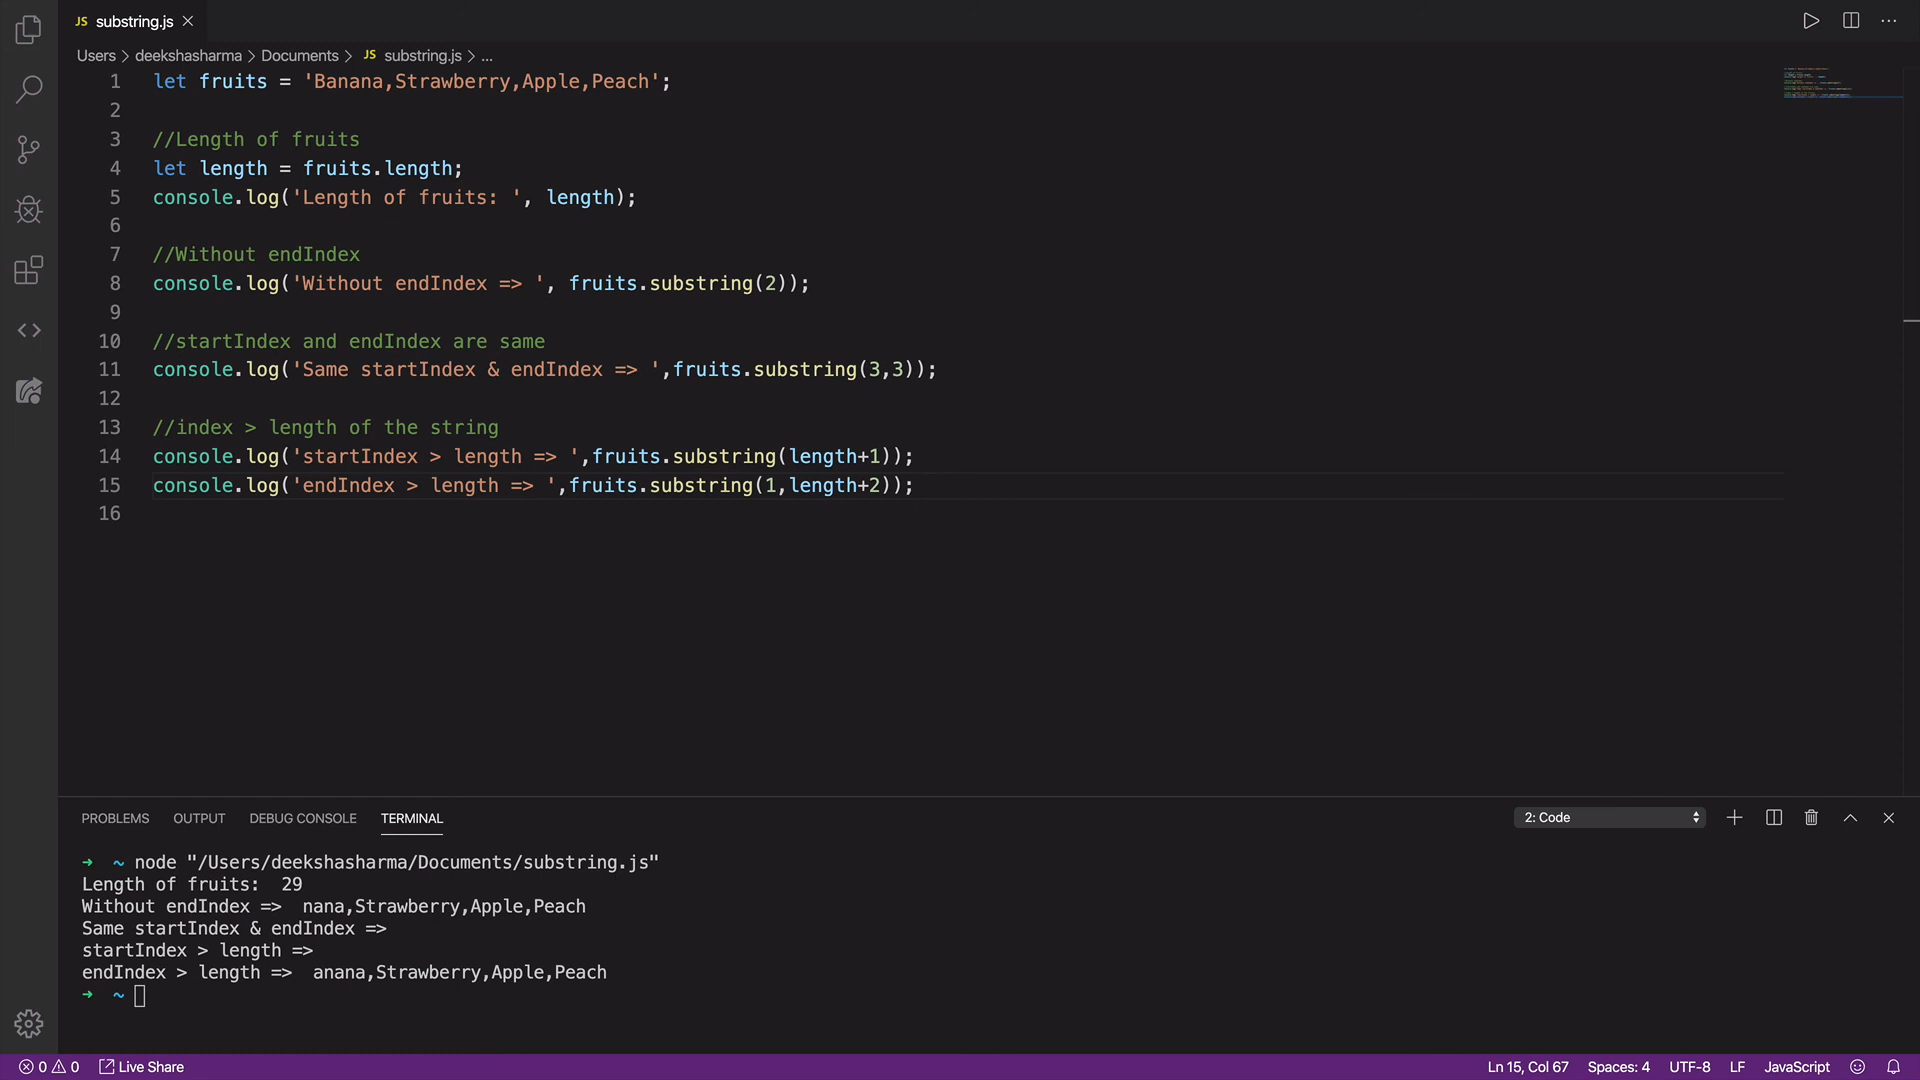 JS substring.js
Users > deekshasharma > Documents > JS substring.js > ...
1 let fruits = 'Banana,Strawberry,Apple,Peach';
2
3 //Length of fruits
4 let length = fruits.length;
5 console.log('Length of fruits: ', length);
6
7 //Without endIndex
8 console.log('Without endIndex => ', fruits.substring(2));
9
10 //startIndex and endIndex are same
11 console.log('Same startIndex & endIndex => ',fruits.substring(3,3));
12
13 //index > length of the string
14 console.log('startIndex > length => ',fruits.substring(length+1));
15 console.log('endIndex > length => ',fruits.substring(1,length+2));
16
PROBLEMS OUTPUT DEBUG CONSOLE TERMINAL 2: Code
➜ ~ node "/Users/deekshasharma/Documents/substring.js"
Length of fruits:  29
Without endIndex =>  nana,Strawberry,Apple,Peach
Same startIndex & endIndex =>
startIndex > length =>
endIndex > length =>  anana,Strawberry,Apple,Peach
➜ ~
0 0 Live Share Ln 15, Col 67 Spaces: 4 UTF-8 LF JavaScript